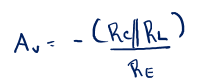 Av = - (Rc||RL) / RE